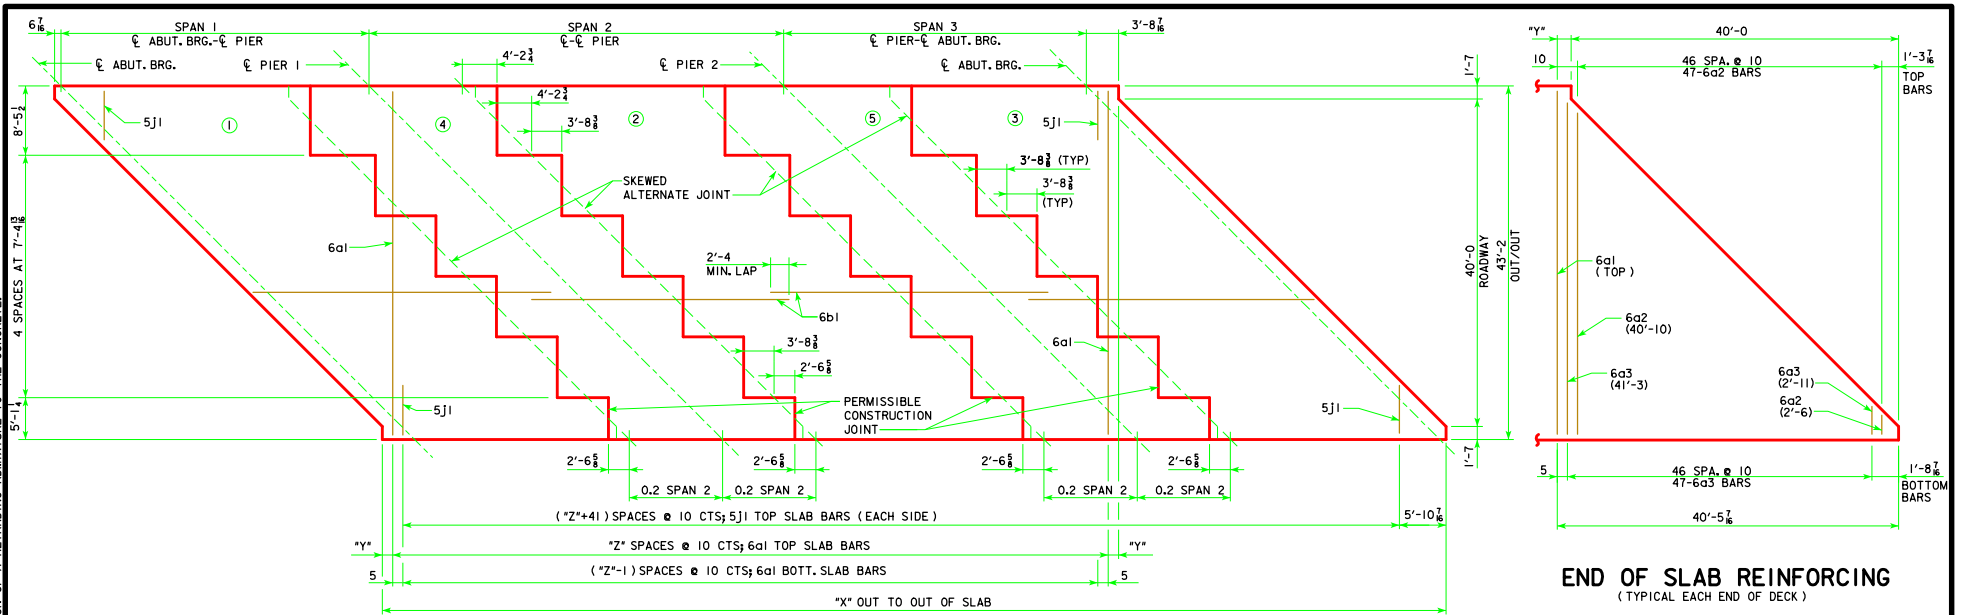 6 7/16
SPAN 1
℄ ABUT. BRG.-℄ PIER
SPAN 2
℄-℄ PIER
SPAN 3
℄ PIER-℄ ABUT. BRG.
3'-8 7/16
℄ ABUT. BRG.
℄ PIER 1
4'-2 3/4
℄ PIER 2
℄ ABUT. BRG.
1'-7
8'-5 1/2
5j1
1
4
4'-2 3/4
3'-8 3/8
2
5
3
5j1
3'-8 3/8 (TYP)
3'-8 3/8
(TYP)
SKEWED
ALTERNATE JOINT
4 SPACES AT 7'-4 13/16
6a1
2'-4
MIN. LAP
6b1
40'-0
ROADWAY
43'-2
OUT/OUT
3'-8 3/8
6a1
2'-6 5/8
5'-1 1/4
5j1
PERMISSIBLE
CONSTRUCTION
JOINT
5j1
1'-7
2'-6 5/8
2'-6 5/8
2'-6 5/8
2'-6 5/8
0.2 SPAN 2
0.2 SPAN 2
0.2 SPAN 2
0.2 SPAN 2
("Z"+41) SPACES @ 10 CTS; 5j1 TOP SLAB BARS (EACH SIDE)
5'-10 7/16
"Y"
"Z" SPACES @ 10 CTS; 6a1 TOP SLAB BARS
"Y"
5
("Z"-1) SPACES @ 10 CTS; 6a1 BOTT. SLAB BARS
5
"X" OUT TO OUT OF SLAB
"Y"
40'-0
10
46 SPA. @ 10
47-6a2 BARS
1'-3 7/16
TOP
BARS
6a1
(TOP)
6a2
(40'-10)
6a3
(41'-3)
6a3
(2'-11)
6a2
(2'-6)
5
46 SPA. @ 10
47-6a3 BARS
1'-8 7/16
BOTTOM
BARS
40'-5 7/16
END OF SLAB REINFORCING
(TYPICAL EACH END OF DECK)